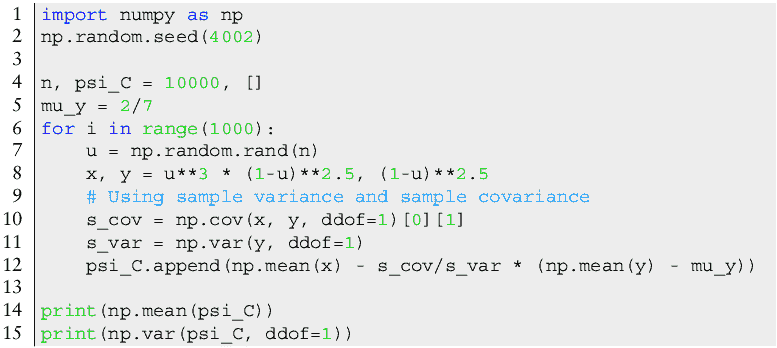 1 import numpy as np
2 np.random.seed(4002)
3
4 n, psi_C = 10000, []
5 mu_y = 2/7
6 for i in range(1000):
7     u = np.random.rand(n)
8     x, y = u**3 * (1-u)**2.5, (1-u)**2.5
9     # Using sample variance and sample covariance
10     s_cov = np.cov(x, y, ddof=1)[0][1]
11     s_var = np.var(y, ddof=1)
12     psi_C.append(np.mean(x) - s_cov/s_var * (np.mean(y) - mu_y))
13
14 print(np.mean(psi_C))
15 print(np.var(psi_C, ddof=1))